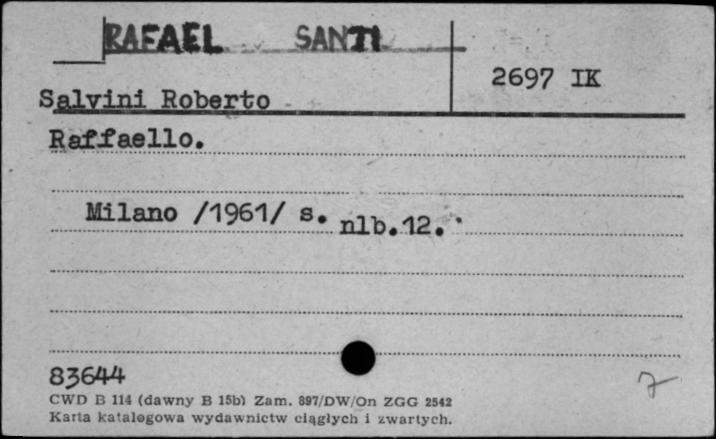 RAFAEL SANTI
2697 IK
Salvini Roberto
Raffaello.
Milano /1961/ s. nlb.12.
83644
7
CWD B 114 (dawny B 15b) Zam. 897/DW/On ZGG 2542
Karta katalogowa wydawnictw ciągłych i zwartych.